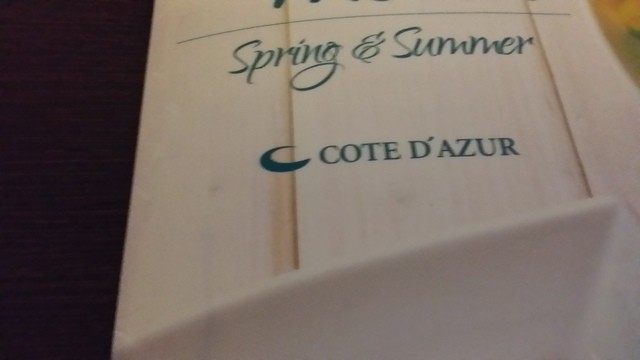 Spring & Summer
COTE D'AZUR